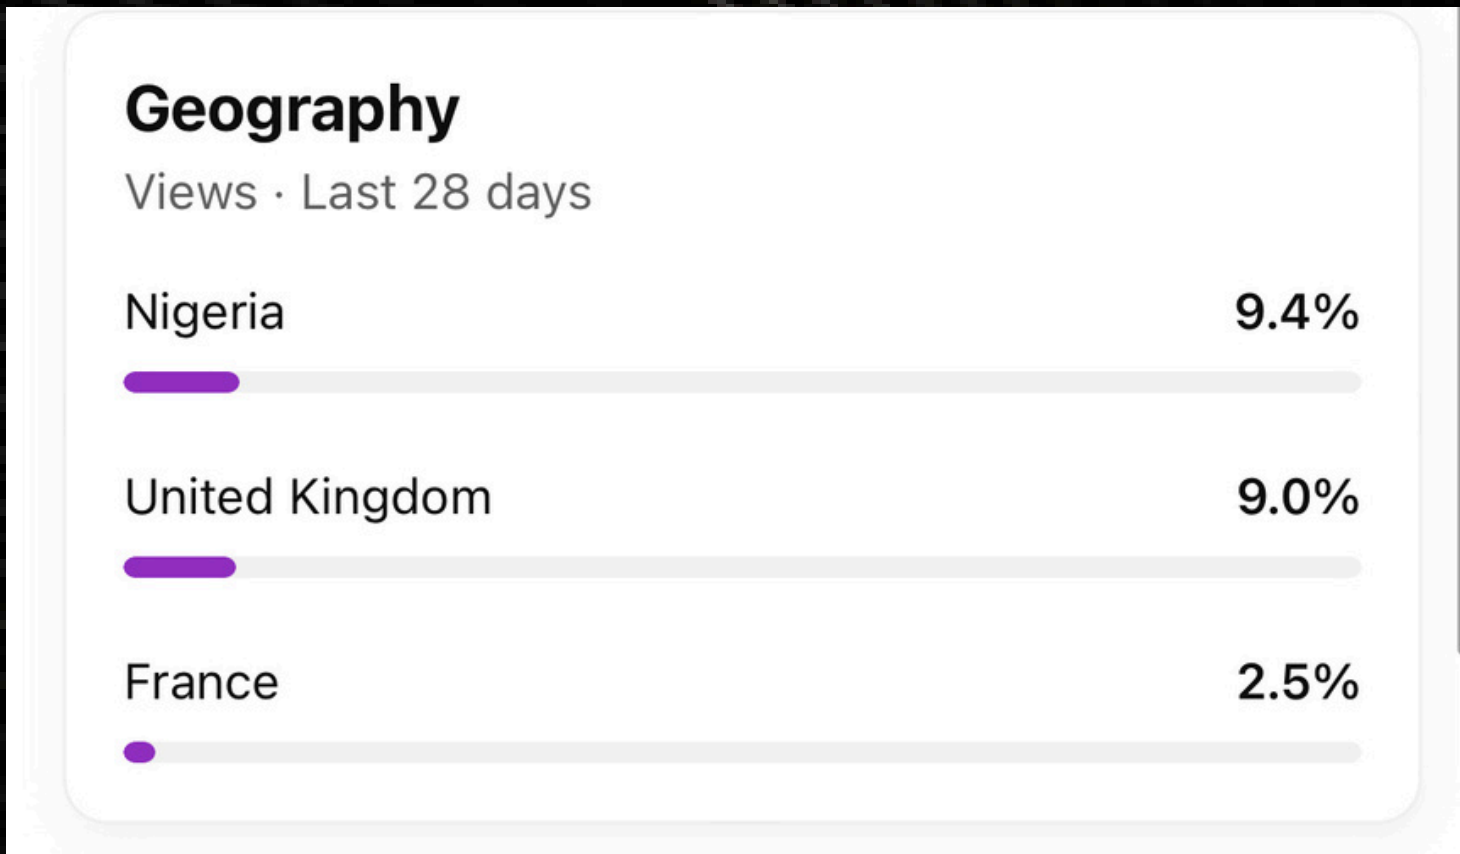 Geography
Views · Last 28 days
Nigeria 9.4%
United Kingdom 9.0%
France 2.5%